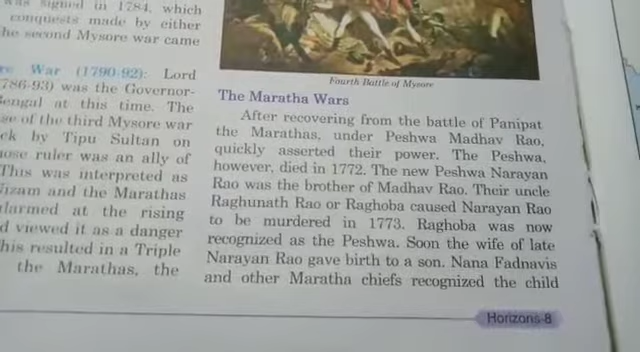 was signed in 1784, which
conquests made by either
he second Mysore war came
re War (1790-92): Lord
786-93) was the Governor-
Bengal at this time. The
se of the third Mysore war
ck by Tipu Sultan on
hose ruler was an ally of
This was interpreted as
Nizam and the Marathas
alarmed at the rising
d viewed it as a danger
his resulted in a Triple
the Marathas, the
Fourth Battle of Mysore
The Maratha Wars
After recovering from the battle of Panipat
the Marathas, under Peshwa Madhav Rao,
quickly asserted their power. The Peshwa,
however, died in 1772. The new Peshwa Narayan
Rao was the brother of Madhav Rao. Their uncle
Raghunath Rao or Raghoba caused Narayan Rao
to be murdered in 1773. Raghoba was now
recognized as the Peshwa. Soon the wife of late
Narayan Rao gave birth to a son. Nana Fadnavis
and other Maratha chiefs recognized the child
Horizons-8